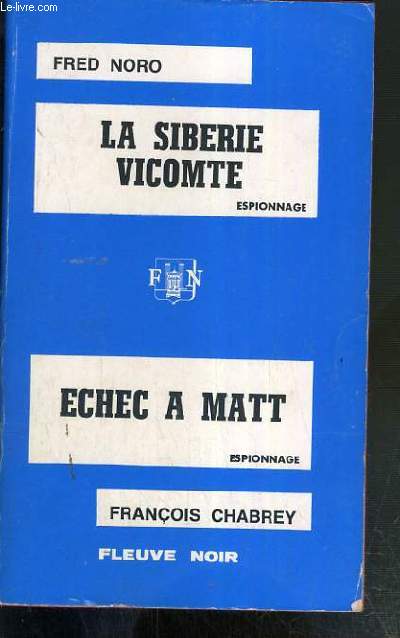 Le-Livre.com
FRED NORO
LA SIBERIE
VICOMTE
ESPIONNAGE
F N
ECHEC A MATT
ESPIONNAGE
FRANÇOIS CHABREY
FLEUVE NOIR